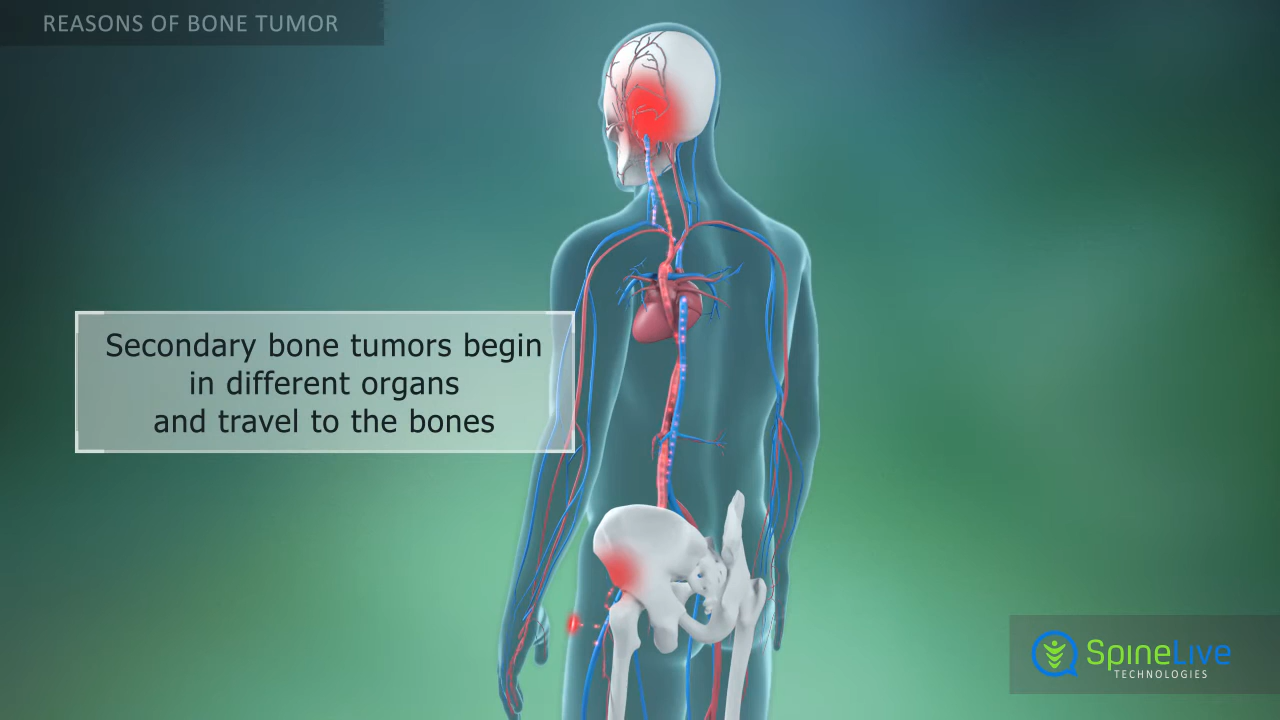 REASONS OF BONE TUMOR
Secondary bone tumors begin
in different organs
and travel to the bones
SpineLive
TECHNOLOGIES